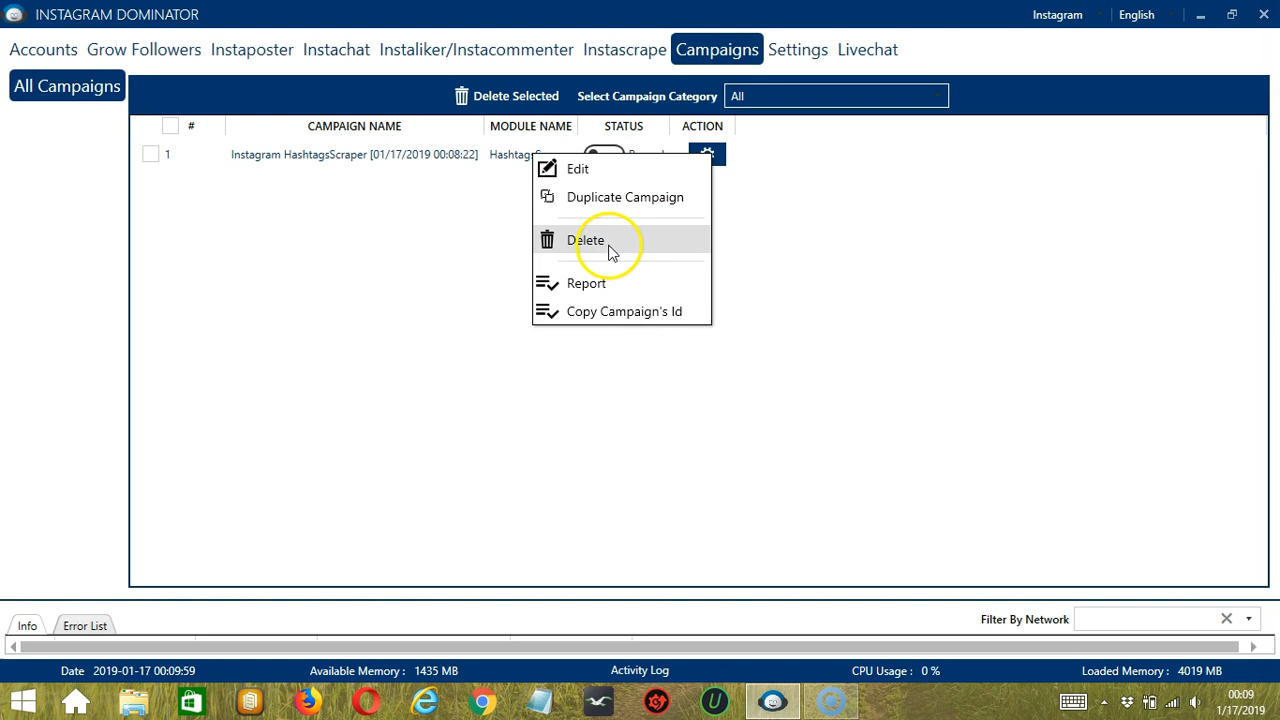 INSTAGRAM DOMINATOR
Instagram
English
Accounts Grow Followers Instaposter Instachat Instaliker/Instacommenter Instascrape Campaigns Settings Livechat
All Campaigns
Delete Selected Select Campaign Category All
# CAMPAIGN NAME MODULE NAME STATUS ACTION
1 Instagram HashtagsScraper [01/17/2019 00:08:22]
Edit
Duplicate Campaign
Delete
Report
Copy Campaign's Id
Info Error List Filter By Network
Date 2019-01-17 00:09:59 Available Memory : 1435 MB Activity Log CPU Usage : 0 % Loaded Memory : 4019 MB
00:09
1/17/2019